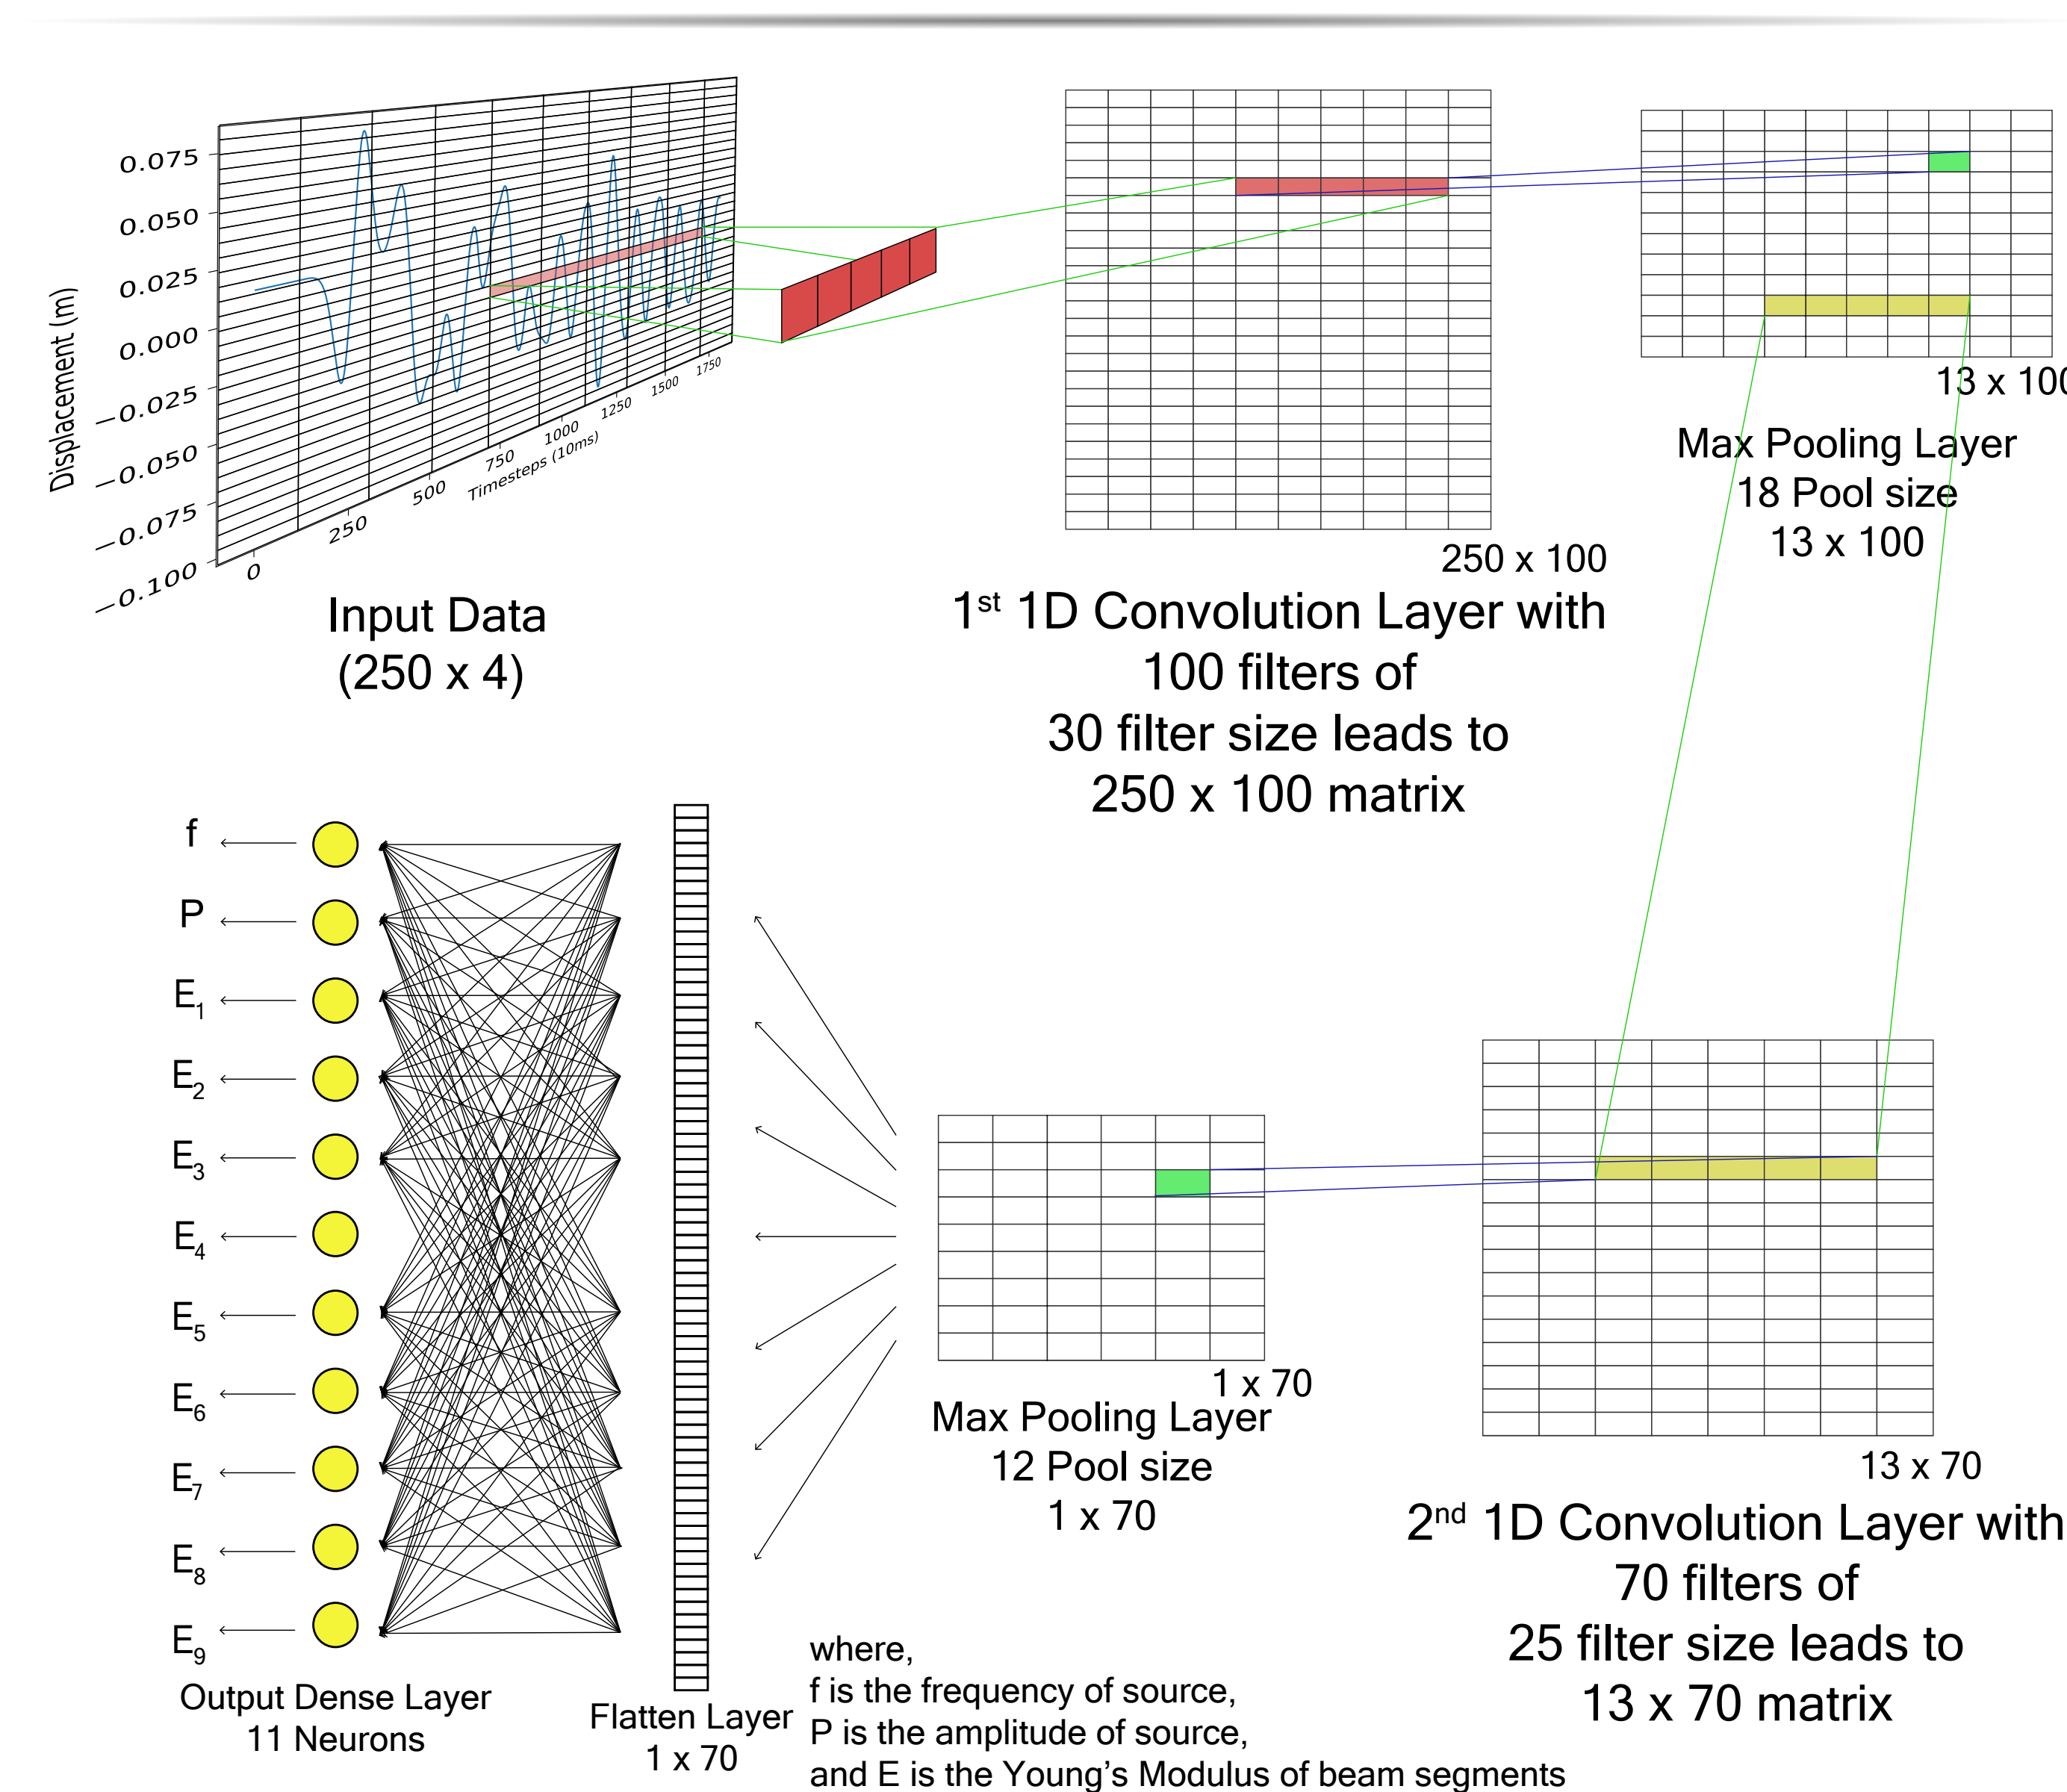 0.075
0.050
0.025
0.000
−0.025
−0.050
−0.075
−0.100
Displacement (m)
0
250
500
750
1000
1250
1500
1750
Timesteps (10ms)
Input Data
(250 x 4)
250 x 100
1st 1D Convolution Layer with
100 filters of
30 filter size leads to
250 x 100 matrix
13 x 100
Max Pooling Layer
18 Pool size
13 x 100
13 x 70
2nd 1D Convolution Layer with
70 filters of
25 filter size leads to
13 x 70 matrix
1 x 70
Max Pooling Layer
12 Pool size
1 x 70
Flatten Layer
1 x 70
f
P
E1
E2
E3
E4
E5
E6
E7
E8
E9
Output Dense Layer
11 Neurons
where,
f is the frequency of source,
P is the amplitude of source,
and E is the Young's Modulus of beam segments